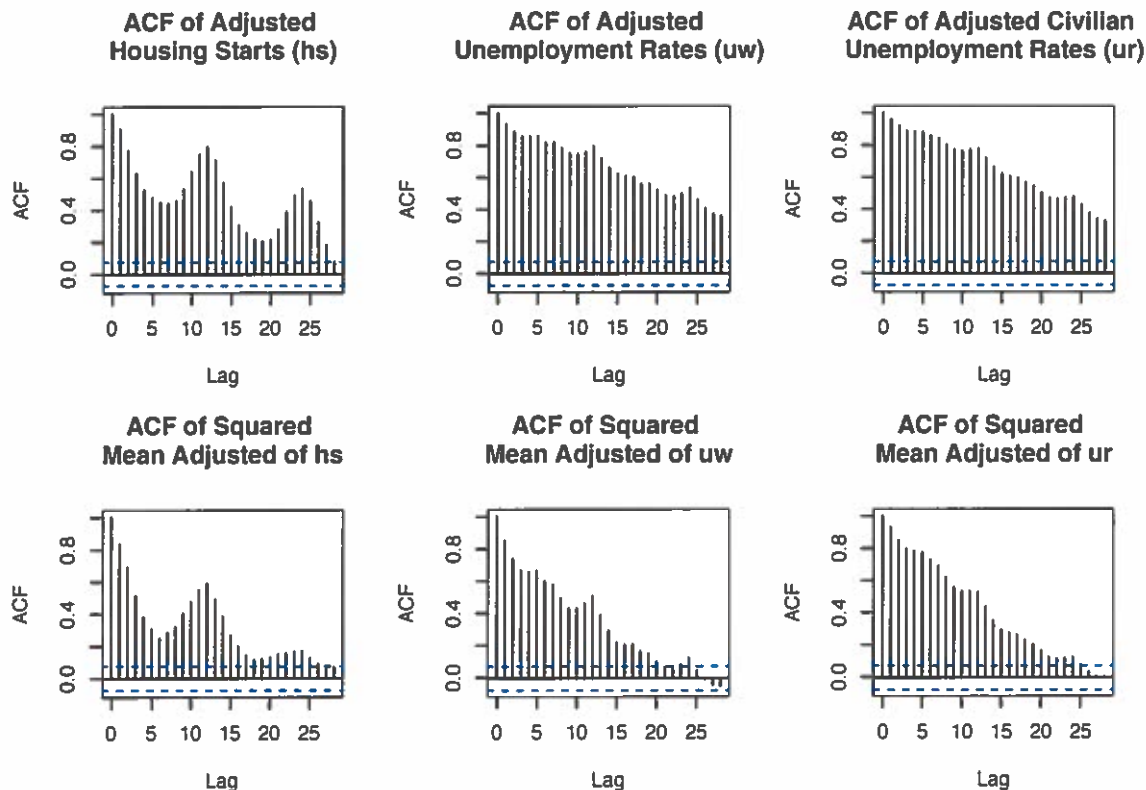 ACF of Adjusted
Housing Starts (hs)
ACF of Adjusted
Unemployment Rates (uw)
ACF of Adjusted Civilian
Unemployment Rates (ur)
ACF
0.0 0.4 0.8
0 5 10 15 20 25
Lag
ACF
0.0 0.4 0.8
0 5 10 15 20 25
Lag
ACF
0.0 0.4 0.8
0 5 10 15 20 25
Lag
ACF of Squared
Mean Adjusted of hs
ACF of Squared
Mean Adjusted of uw
ACF of Squared
Mean Adjusted of ur
ACF
0.0 0.4 0.8
0 5 10 15 20 25
Lag
ACF
0.0 0.4 0.8
0 5 10 15 20 25
Lag
ACF
0.0 0.4 0.8
0 5 10 15 20 25
Lag